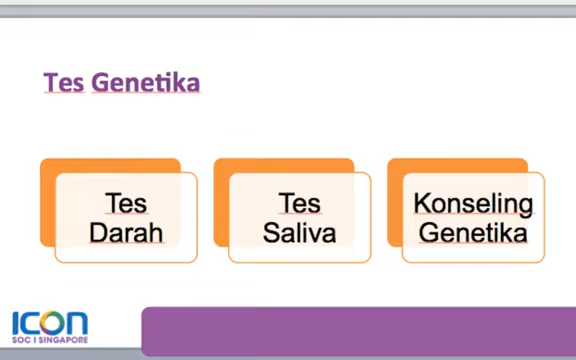 Tes Genetika
Tes
Darah
Tes
Saliva
Konseling
Genetika
ICON
SOC I SINGAPORE